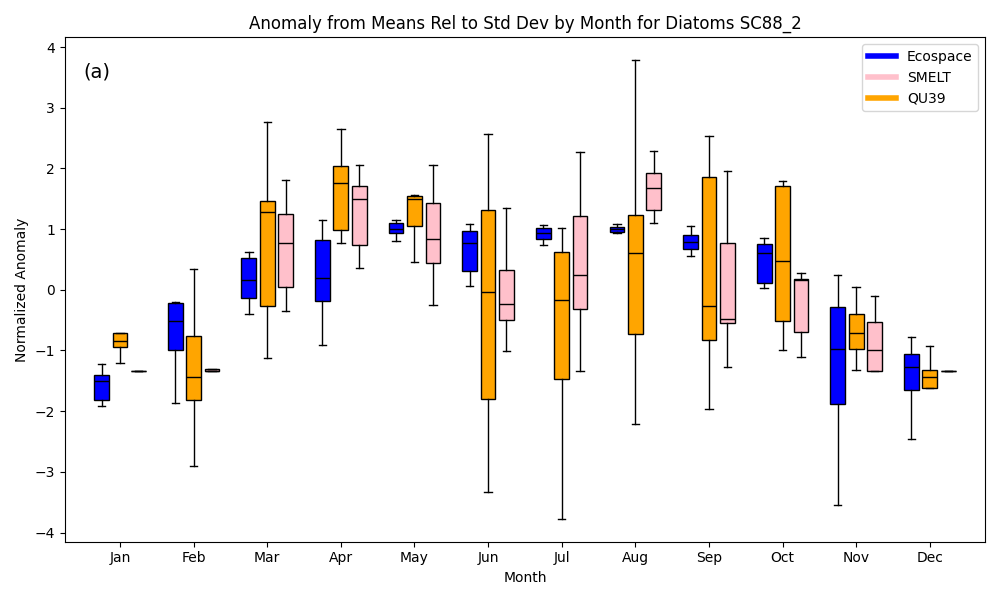 Anomaly from Means Rel to Std Dev by Month for Diatoms SC88_2
(a)
Ecospace
SMELT
QU39
Normalized Anomaly
4
3
2
1
0
−1
−2
−3
−4
Jan Feb Mar Apr May Jun Jul Aug Sep Oct Nov Dec
Month